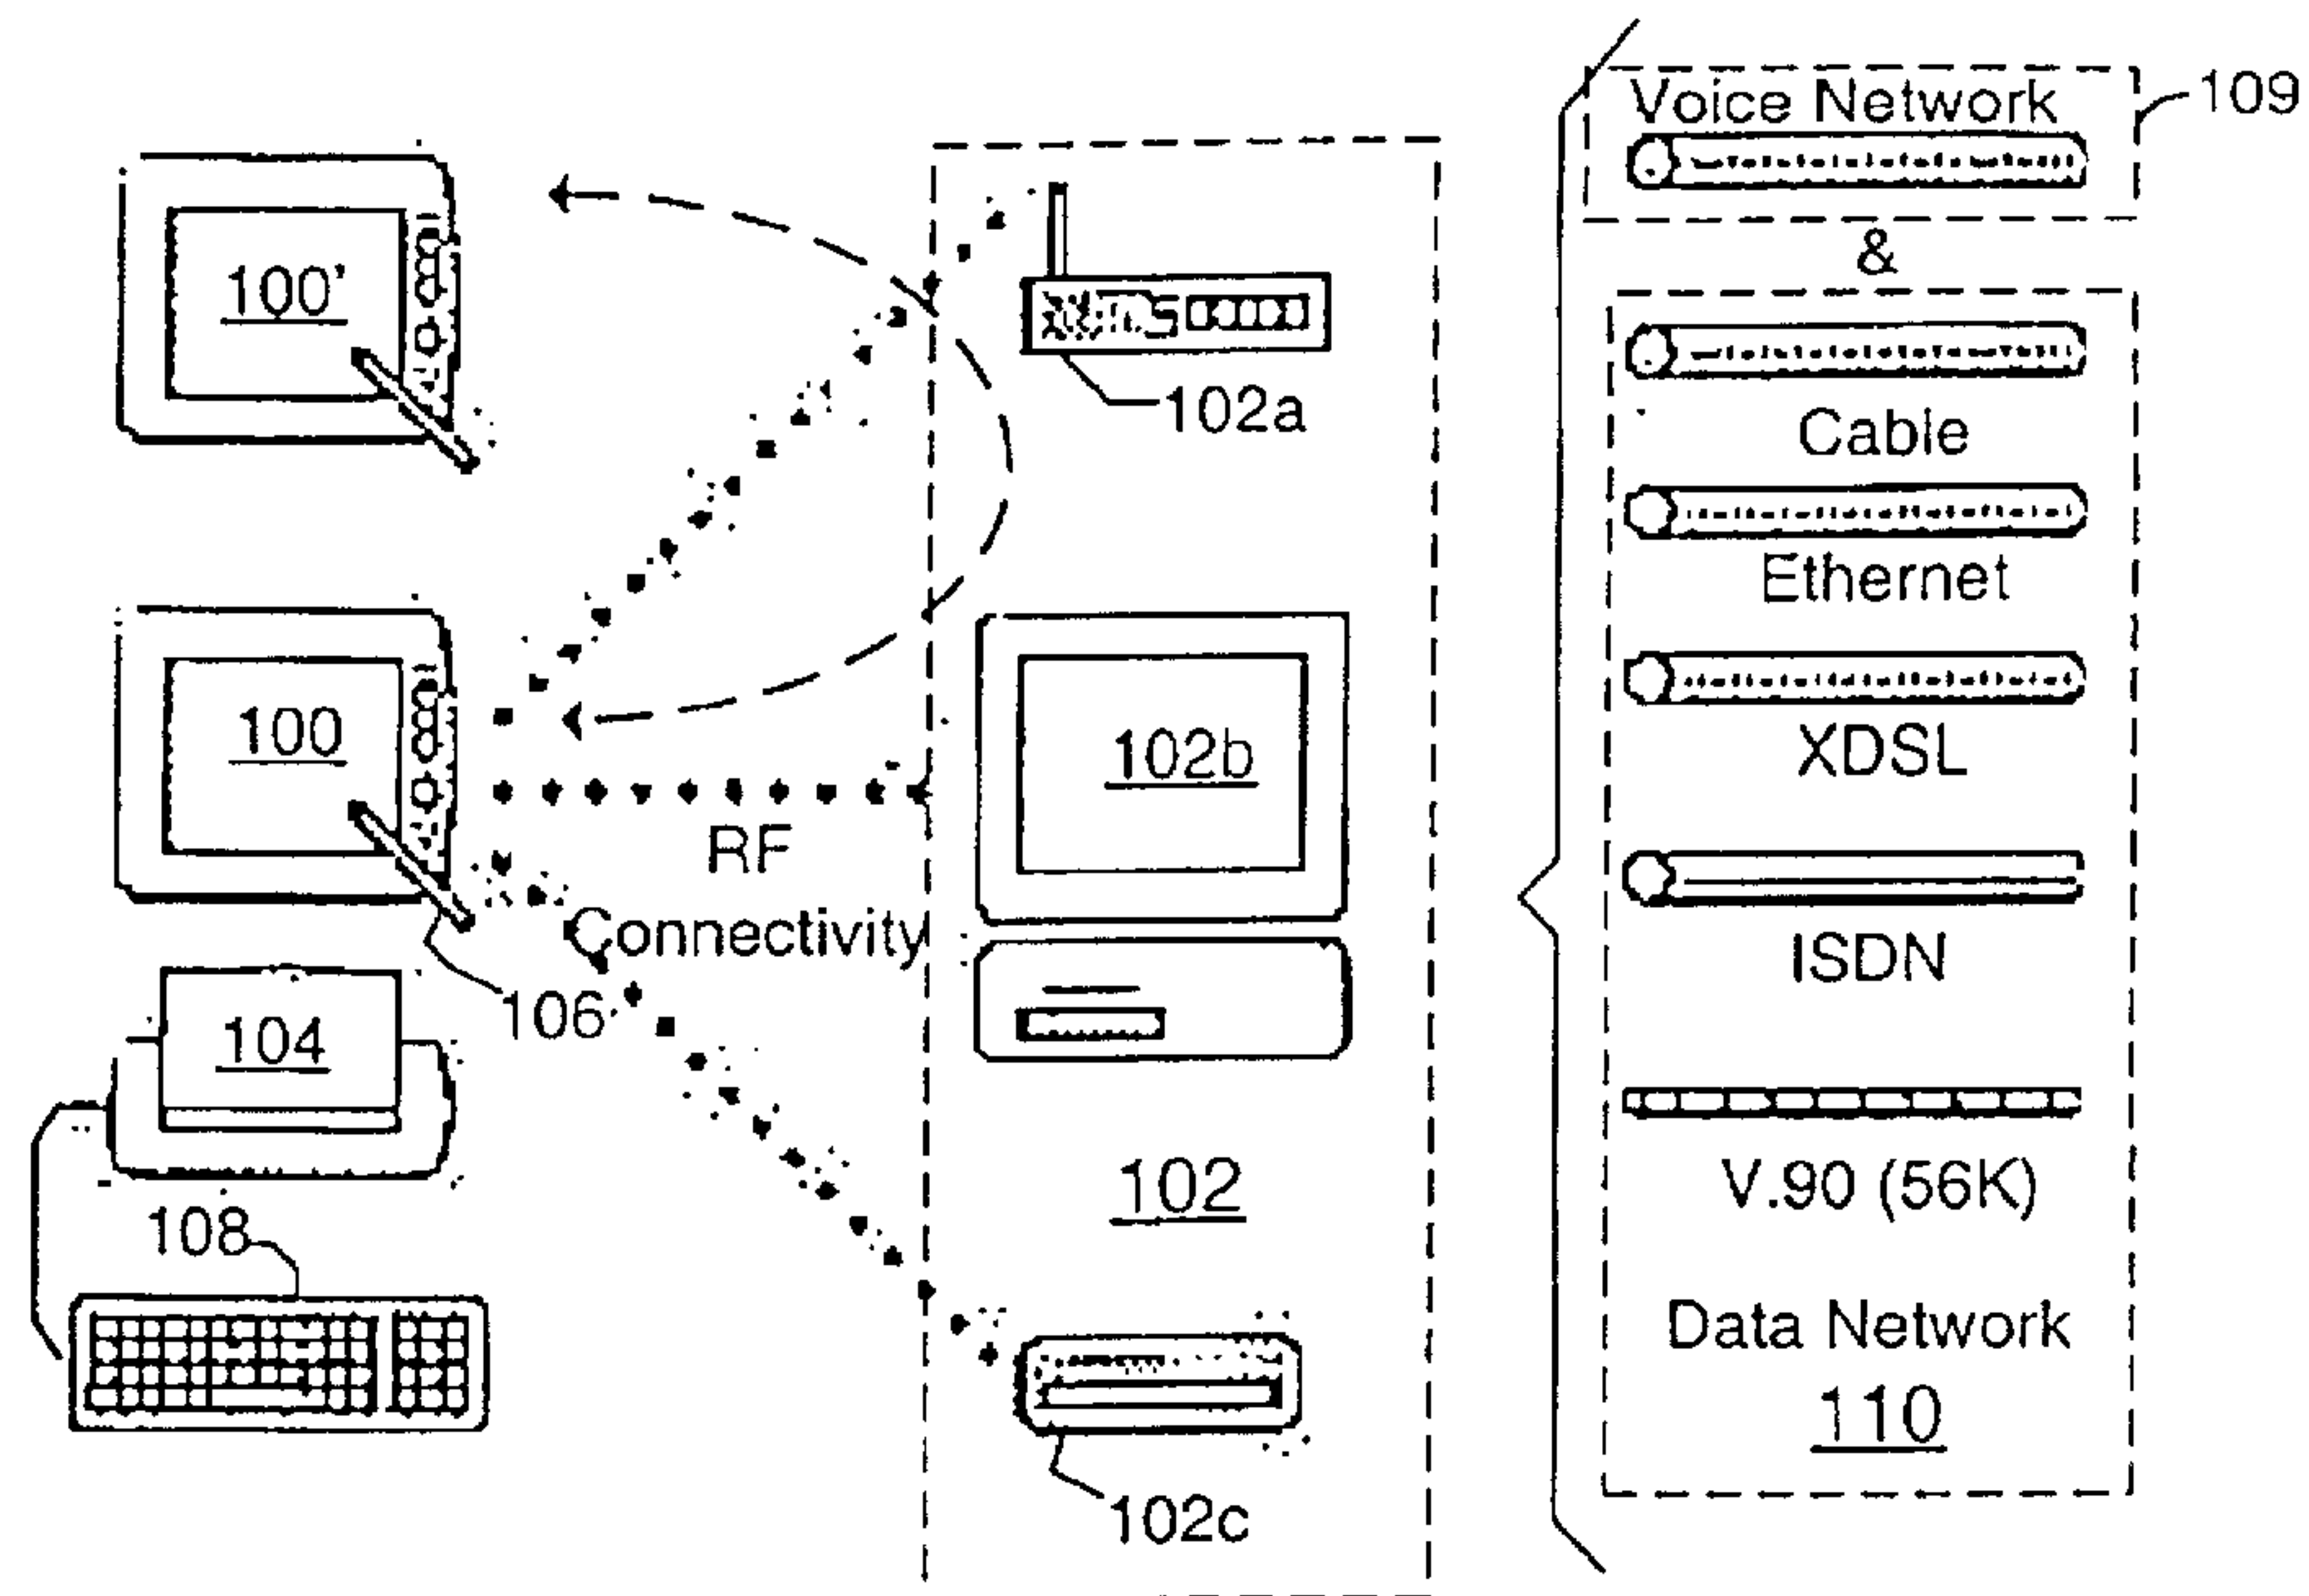 Voice Network
109
&
100'
102a
Cable
Ethernet
100
102b
XDSL
RF
Connectivity
ISDN
106
104
102
V.90 (56K)
108
Data Network
110
102c